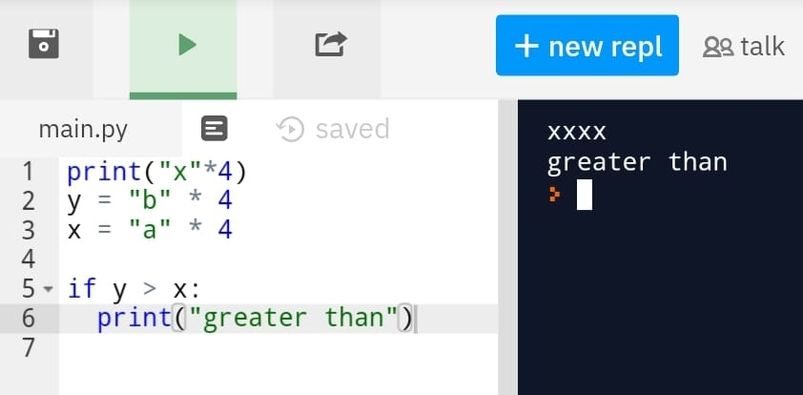 + new repl talk
main.py saved
1 print("x"*4)
2 y = "b" * 4
3 x = "a" * 4
4
5 if y > x:
6 print("greater than")
7
xxxx
greater than